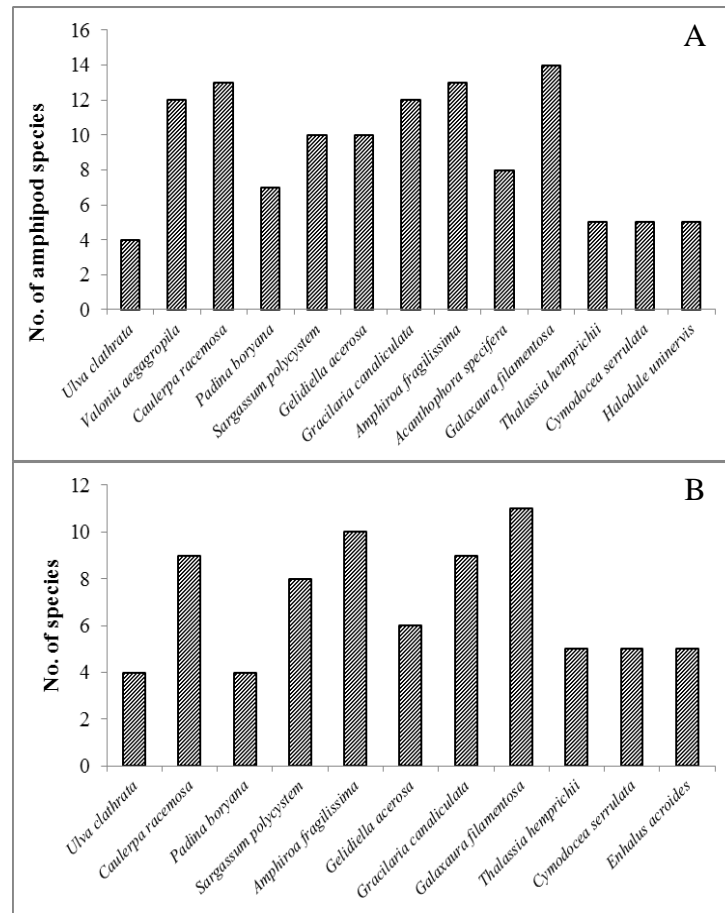 A
No. of amphipod species
16
14
12
10
8
6
4
2
0
Ulva clathrata
Valonia aegagropila
Caulerpa racemosa
Padina boryana
Sargassum polycystem
Gelidiella acerosa
Gracilaria canaliculata
Amphiroa fragilissima
Acanthophora specifera
Galaxaura filamentosa
Thalassia hemprichii
Cymodocea serrulata
Halodule uninervis
B
No. of species
12
10
8
6
4
2
0
Ulva clathrata
Caulerpa racemosa
Padina boryana
Sargassum polycystem
Amphiroa fragilissima
Gelidiella acerosa
Gracilaria canaliculata
Galaxaura filamentosa
Thalassia hemprichii
Cymodocea serrulata
Enhalus acroides